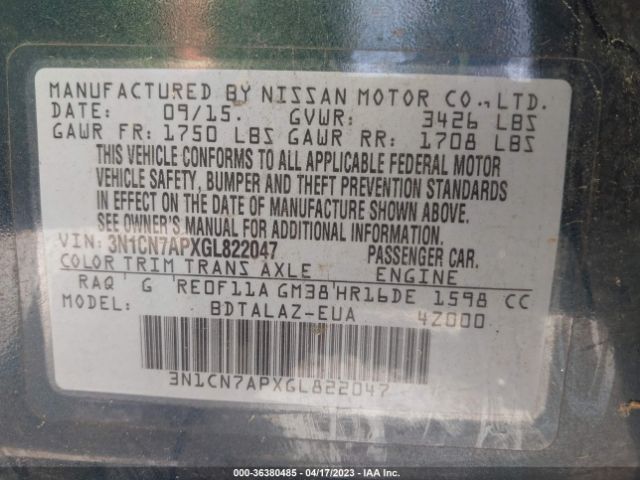 MANUFACTURED BY NISSAN MOTOR CO., LTD.
DATE: 09/15. GVWR: 3426 LBS
GAWR FR: 1750 LBS GAWR RR: 1708 LBS
THIS VEHICLE CONFORMS TO ALL APPLICABLE FEDERAL MOTOR
VEHICLE SAFETY, BUMPER AND THEFT PREVENTION STANDARDS
IN EFFECT ON THE DATE OF MANUFACTURE SHOWN ABOVE.
SEE OWNER'S MANUAL FOR ADDITIONAL INFORMATION.
VIN: 3N1CN7APXGL822047 PASSENGER CAR.
COLOR TRIM TRANS AXLE ENGINE
RAQ G RE0F11A GM38 HR16DE 1598 CC
MODEL: BDTALAZ-EUA 4Z000
3N1CN7APXGL822047
000-36380485 - 04/17/2023 - IAA Inc.